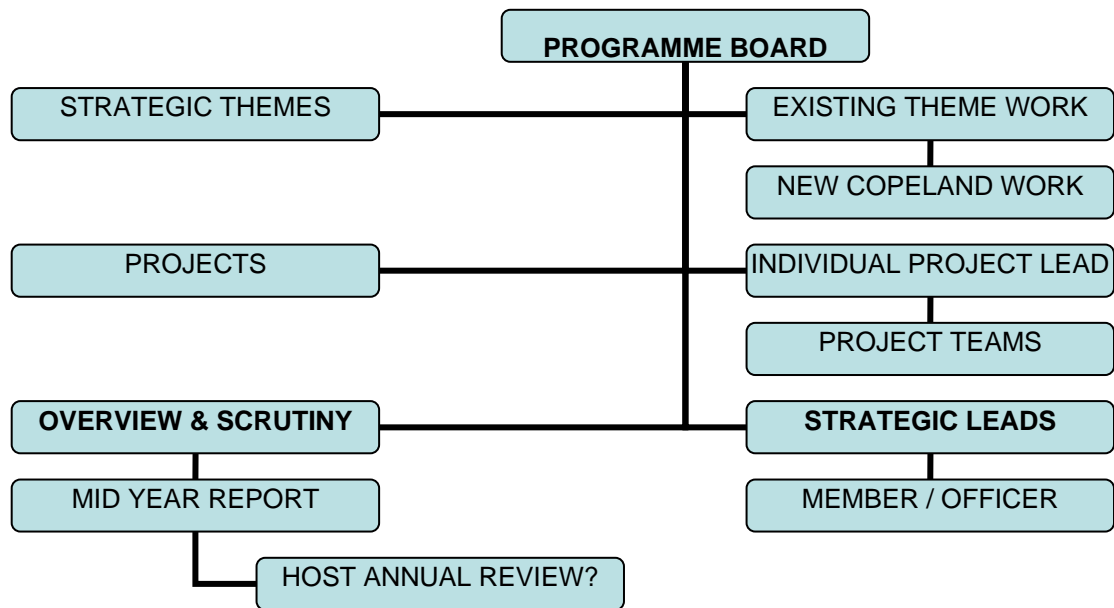 PROGRAMME BOARD
STRATEGIC THEMES
EXISTING THEME WORK
NEW COPELAND WORK
PROJECTS
INDIVIDUAL PROJECT LEAD
PROJECT TEAMS
OVERVIEW & SCRUTINY
STRATEGIC LEADS
MID YEAR REPORT
MEMBER / OFFICER
HOST ANNUAL REVIEW?